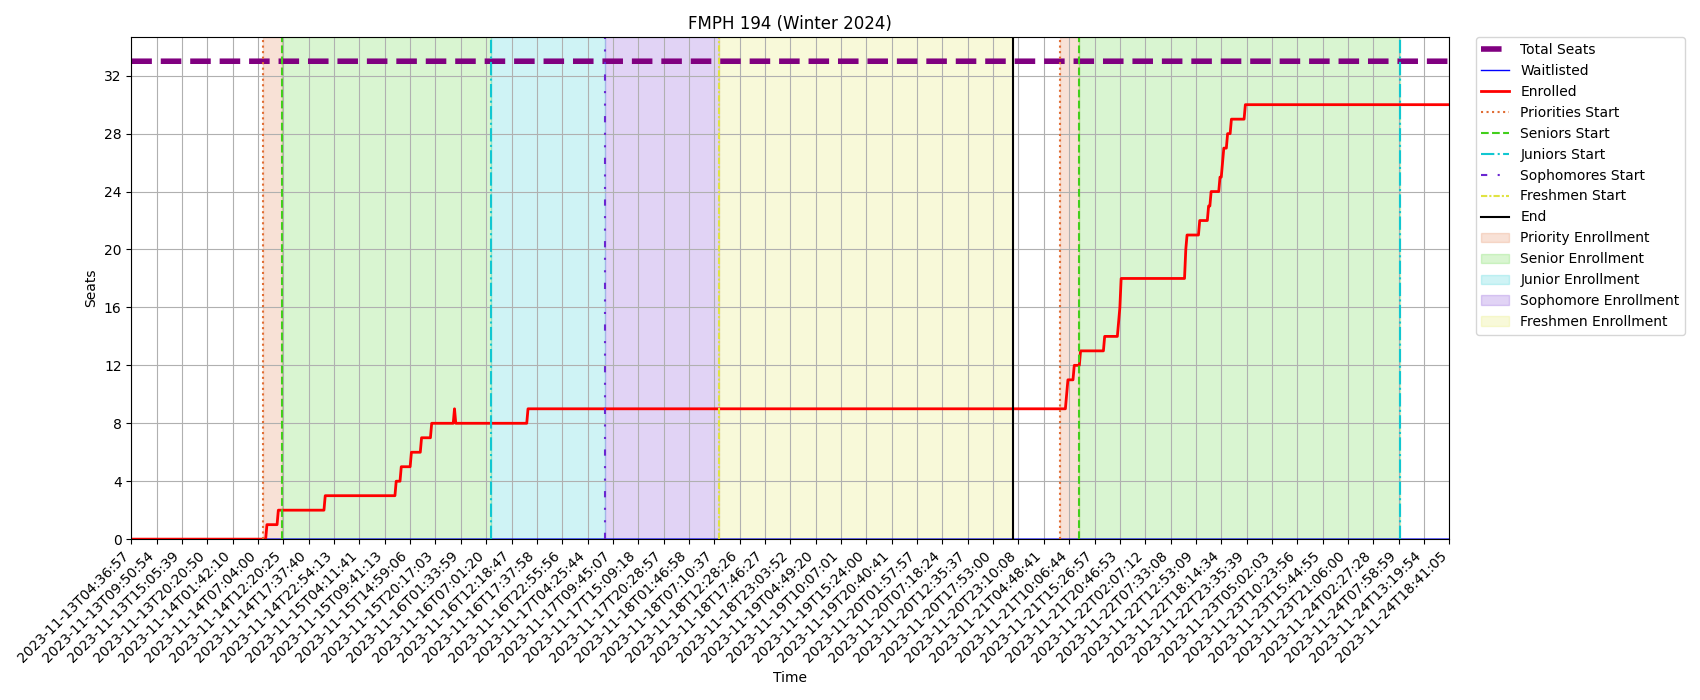 FMPH 194 (Winter 2024)
Total Seats
Waitlisted
Enrolled
Priorities Start
Seniors Start
Juniors Start
Sophomores Start
Freshmen Start
End
Priority Enrollment
Senior Enrollment
Junior Enrollment
Sophomore Enrollment
Freshmen Enrollment
Seats
32
28
24
20
16
12
8
4
0
2023-11-13T04:36:57
2023-11-13T09:50:54
2023-11-13T15:05:39
2023-11-13T20:20:50
2023-11-14T01:42:10
2023-11-14T07:04:00
2023-11-14T12:20:25
2023-11-14T17:37:40
2023-11-14T22:54:13
2023-11-15T04:11:41
2023-11-15T09:41:13
2023-11-15T14:59:06
2023-11-15T20:17:03
2023-11-16T01:33:59
2023-11-16T07:01:20
2023-11-16T12:18:47
2023-11-16T17:37:58
2023-11-16T22:55:56
2023-11-17T04:25:44
2023-11-17T09:45:07
2023-11-17T15:09:18
2023-11-17T20:28:57
2023-11-18T01:46:58
2023-11-18T07:10:37
2023-11-18T12:28:26
2023-11-18T17:46:27
2023-11-18T23:03:52
2023-11-19T04:49:20
2023-11-19T10:07:01
2023-11-19T15:24:00
2023-11-19T20:40:41
2023-11-20T01:57:57
2023-11-20T07:18:24
2023-11-20T12:35:37
2023-11-20T17:53:00
2023-11-20T23:10:08
2023-11-21T04:48:41
2023-11-21T10:06:44
2023-11-21T15:26:57
2023-11-21T20:46:53
2023-11-22T02:07:12
2023-11-22T07:33:08
2023-11-22T12:53:09
2023-11-22T18:14:34
2023-11-22T23:35:39
2023-11-23T05:02:03
2023-11-23T10:23:56
2023-11-23T15:44:55
2023-11-23T21:06:00
2023-11-24T02:27:28
2023-11-24T07:58:59
2023-11-24T13:19:54
2023-11-24T18:41:05
Time